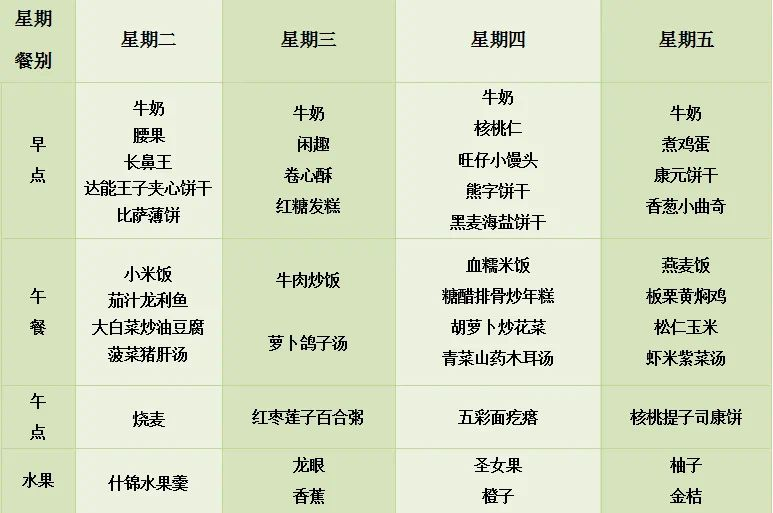 星期
餐别
星期二
星期三
星期四
星期五
早
点
牛奶
腰果
长鼻王
达能王子夹心饼干
比萨薄饼
牛奶
闲趣
卷心酥
红糖发糕
牛奶
核桃仁
旺仔小馒头
熊字饼干
黑麦海盐饼干
牛奶
煮鸡蛋
康元饼干
香葱小曲奇
午
餐
小米饭
茄汁龙利鱼
大白菜炒油豆腐
菠菜猪肝汤
牛肉炒饭
萝卜鸽子汤
血糯米饭
糖醋排骨炒年糕
胡萝卜炒花菜
青菜山药木耳汤
燕麦饭
板栗黄焖鸡
松仁玉米
虾米紫菜汤
午
点
烧麦
红枣莲子百合粥
五彩面疙瘩
核桃提子司康饼
水果
什锦水果羹
龙眼
香蕉
圣女果
橙子
柚子
金桔